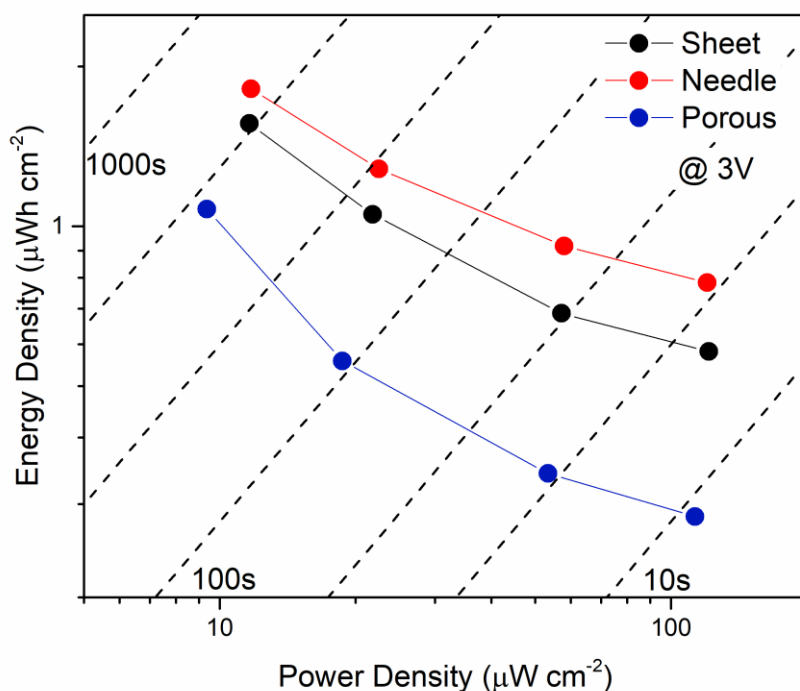 Sheet
Needle
Porous
@ 3V
1000s
100s
10s
1
10
100
Energy Density (μWh cm⁻²)
Power Density (μW cm⁻²)